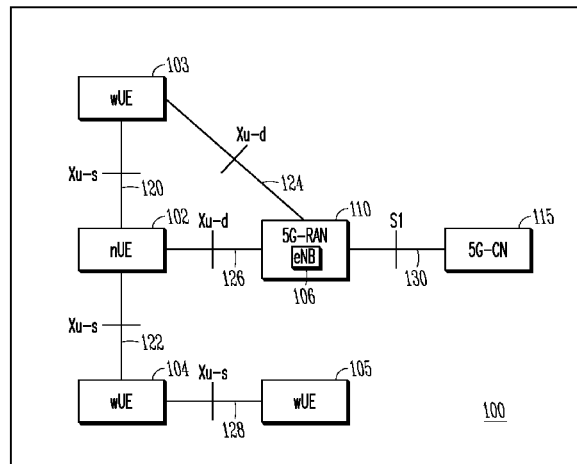 103
wUE
Xu-d
Xu-s
120
124
102
Xu-d
110
S1
115
nUE
5G-RAN
eNB
5G-CN
126
106
130
Xu-s
122
104
Xu-s
105
wUE
wUE
128
100